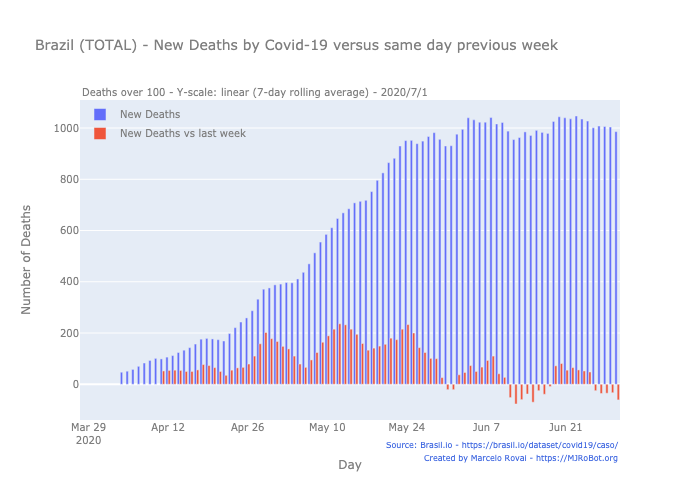 Brazil (TOTAL) - New Deaths by Covid-19 versus same day previous week
Deaths over 100 - Y-scale: linear (7-day rolling average) - 2020/7/1
New Deaths
New Deaths vs last week
1000
800
600
400
200
0
Number of Deaths
Mar 29
2020
Apr 12
Apr 26
May 10
May 24
Jun 7
Jun 21
Day
Source: Brasil.io - https://brasil.io/dataset/covid19/caso/
Created by Marcelo Rovai - https://MJRoBot.org